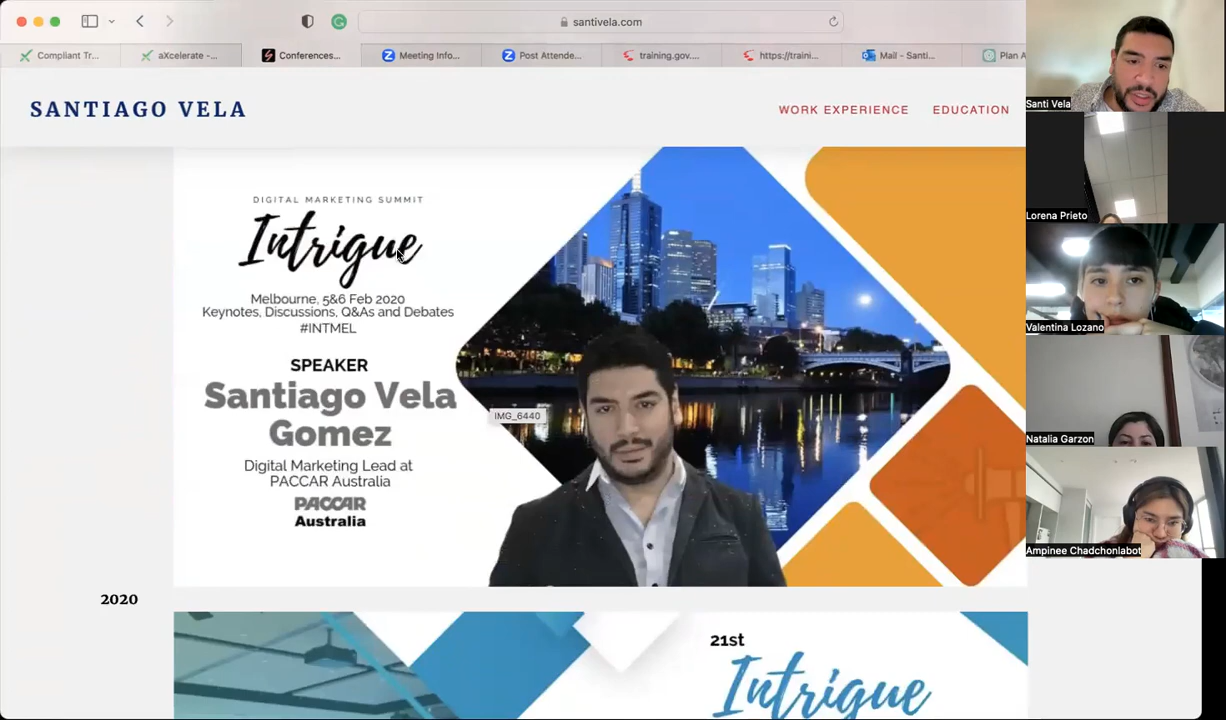 santivela.com
Compliant Tr...
aXcelerate -...
Conferences...
Meeting Info...
Post Attende...
training.gov....
https://traini...
Mail - Santi...
Plan A
SANTIAGO VELA
WORK EXPERIENCE
EDUCATION
DIGITAL MARKETING SUMMIT
Intrigue
Melbourne, 5&6 Feb 2020
Keynotes, Discussions, Q&As and Debates
#INTMEL
SPEAKER
Santiago Vela
Gomez
IMG_6440
Digital Marketing Lead at
PACCAR Australia
PACCAR
Australia
2020
21st
Intrigue
Santi Vela
Lorena Prieto
Valentina Lozano
Natalia Garzon
Ampinee Chadchonlabot